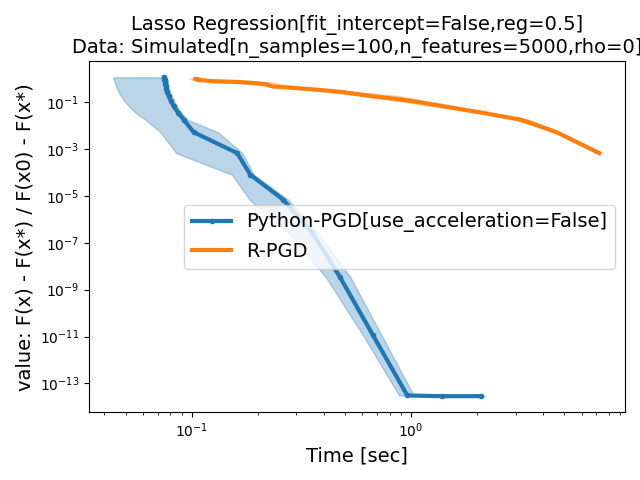 Lasso Regression[fit_intercept=False,reg=0.5]
Data: Simulated[n_samples=100,n_features=5000,rho=0]
value: F(x) - F(x*) / F(x0) - F(x*)
10⁻¹
10⁻³
10⁻⁵
10⁻⁷
10⁻⁹
10⁻¹¹
10⁻¹³
Python-PGD[use_acceleration=False]
R-PGD
10⁻¹
10⁰
Time [sec]